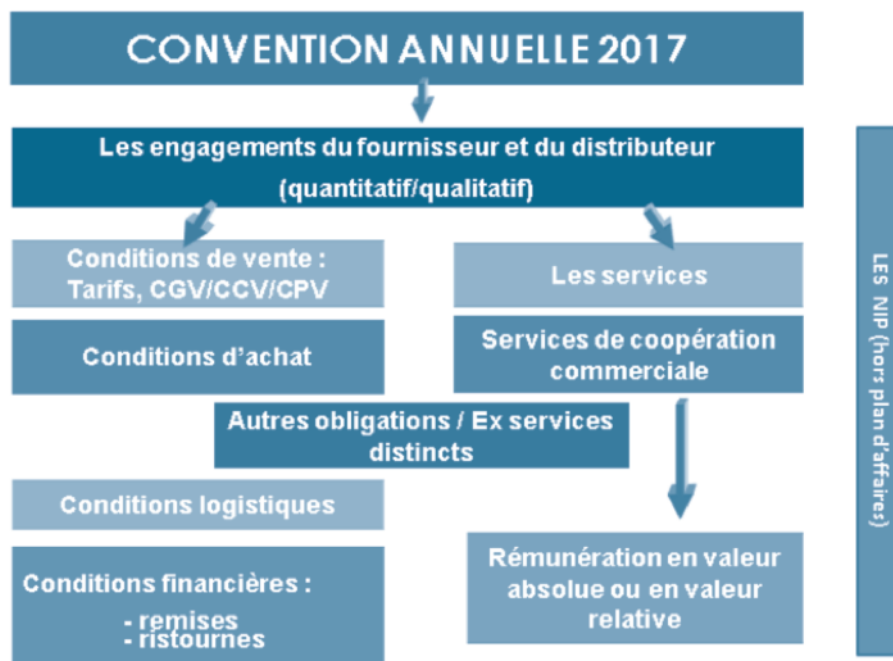 CONVENTION ANNUELLE 2017
Les engagements du fournisseur et du distributeur
(quantitatif/qualitatif)
Conditions de vente :
Tarifs, CGV/CCV/CPV
Les services
Conditions d'achat
Services de coopération
commerciale
Autres obligations / Ex services
distincts
Conditions logistiques
Conditions financières :
- remises
- ristournes
Rémunération en valeur
absolue ou en valeur
relative
LES NIP (hors plan d'affaires)